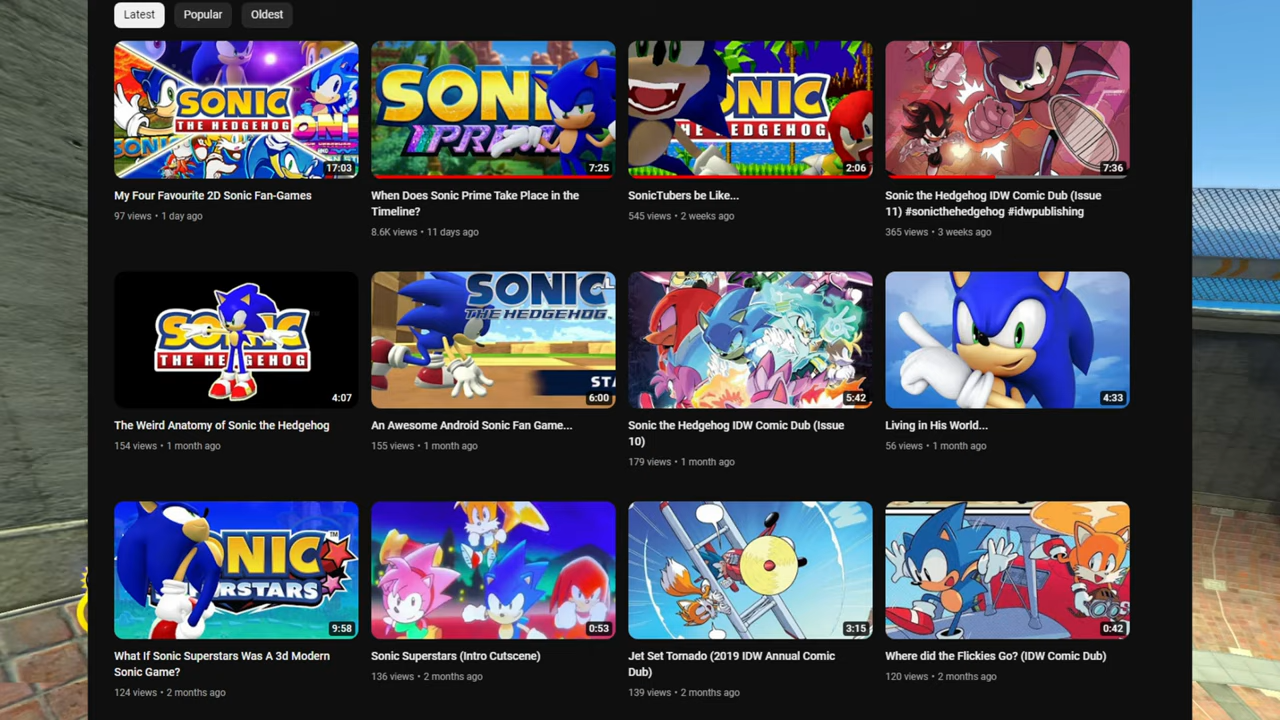 Latest
Popular
Oldest
SONIC
THE HEDGEHOG
SONIC
17:03
SONI
PRIME
7:25
ONIC
HE HEDGEHOG
2:06
7:36
My Four Favourite 2D Sonic Fan-Games
97 views • 1 day ago
When Does Sonic Prime Take Place in the
Timeline?
8.6K views • 11 days ago
SonicTubers be Like...
545 views • 2 weeks ago
Sonic the Hedgehog IDW Comic Dub (Issue
11) #sonicthehedgehog #idwpublishing
365 views • 3 weeks ago
THE HEDGEHOG
4:07
SONIC
THE HEDGEHOG
STA
6:00
5:42
4:33
The Weird Anatomy of Sonic the Hedgehog
154 views • 1 month ago
An Awesome Android Sonic Fan Game...
155 views • 1 month ago
Sonic the Hedgehog IDW Comic Dub (Issue
10)
179 views • 1 month ago
Living in His World...
56 views • 1 month ago
ONIC
RSTARS
9:58
0:53
3:15
0:42
What If Sonic Superstars Was A 3d Modern
Sonic Game?
124 views • 2 months ago
Sonic Superstars (Intro Cutscene)
136 views • 2 months ago
Jet Set Tornado (2019 IDW Annual Comic
Dub)
139 views • 2 months ago
Where did the Flickies Go? (IDW Comic Dub)
120 views • 2 months ago